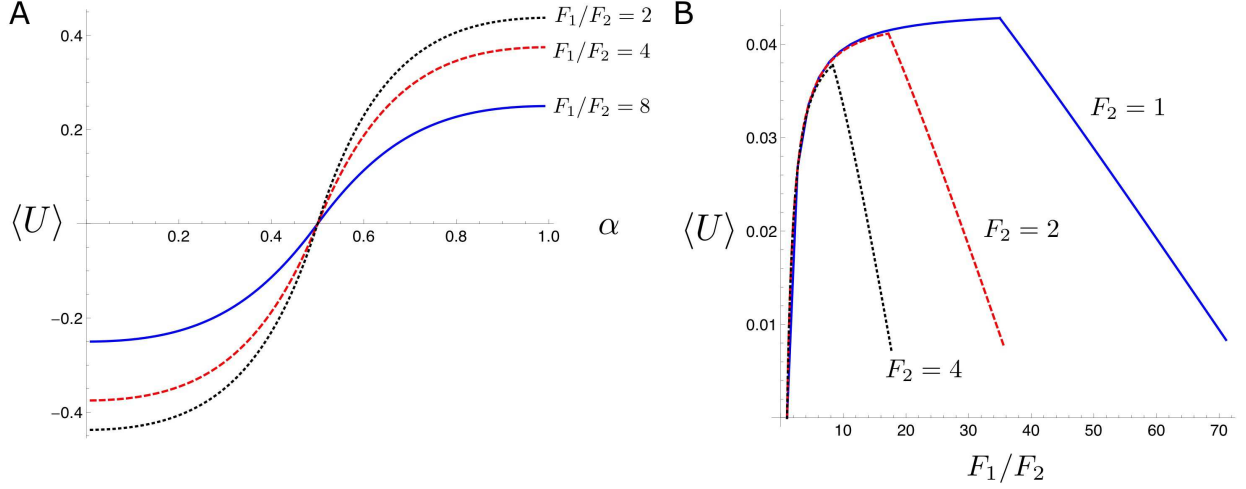 A
0.4
0.2
−0.2
−0.4
0.2
0.4
0.6
0.8
1.0
⟨U⟩
α
F₁/F₂ = 2
F₁/F₂ = 4
F₁/F₂ = 8
B
0.04
0.03
0.02
0.01
⟨U⟩
F₂ = 1
F₂ = 2
F₂ = 4
10
20
30
40
50
60
70
F₁/F₂